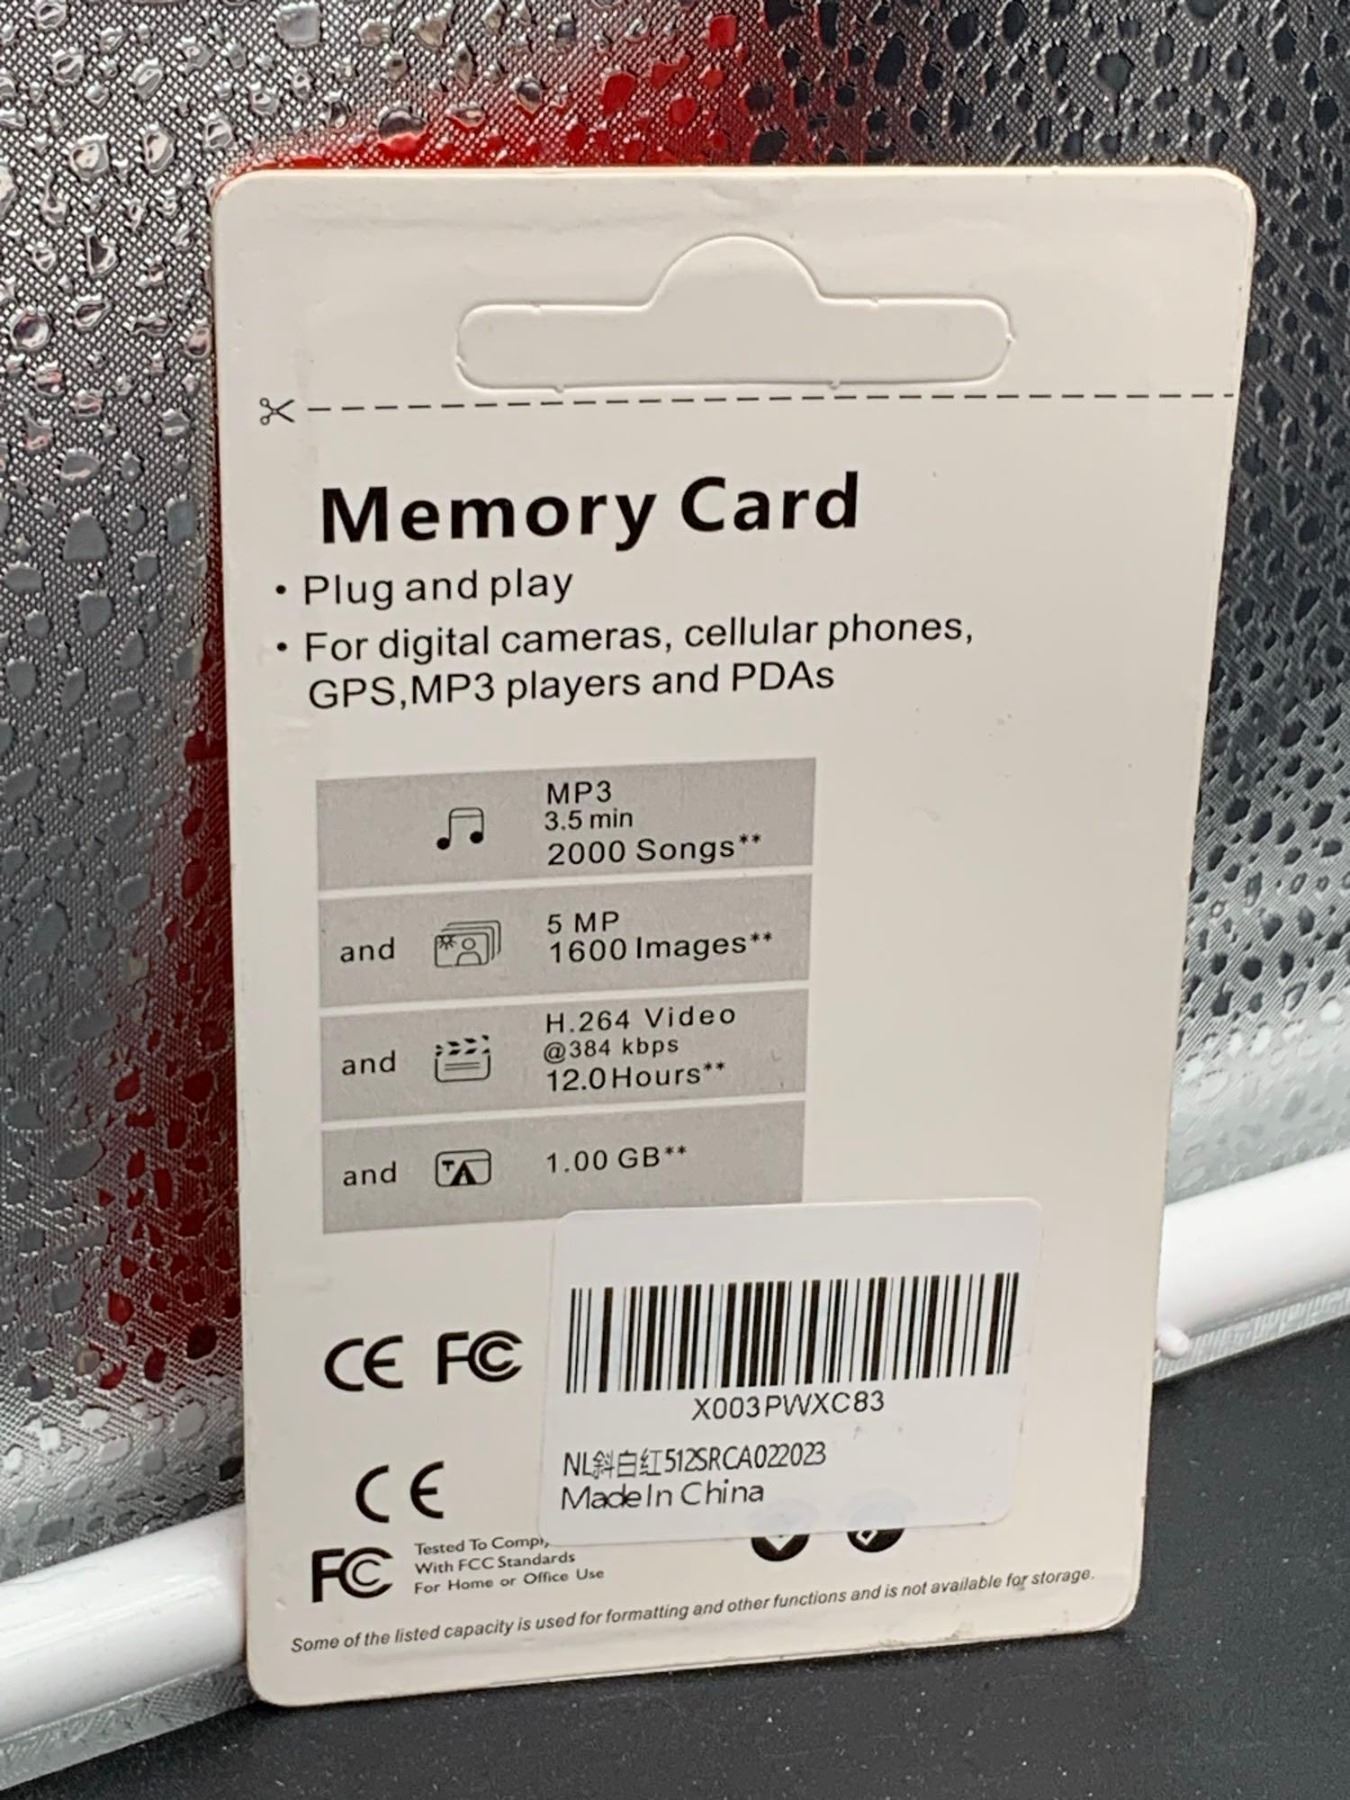 Memory Card
• Plug and play
• For digital cameras, cellular phones,
GPS,MP3 players and PDAs
MP3
3.5 min
2000 Songs**
and
5 MP
1600 Images**
and
H.264 Video
@384 kbps
12.0Hours**
and
1.00 GB**
CE FC
X003PWXC83
NL斜白红512SRCA022023
MadeIn China
CE
FC
Tested To Comply
With FCC Standards
For Home or Office Use
Some of the listed capacity is used for formatting and other functions and is not available for storage.